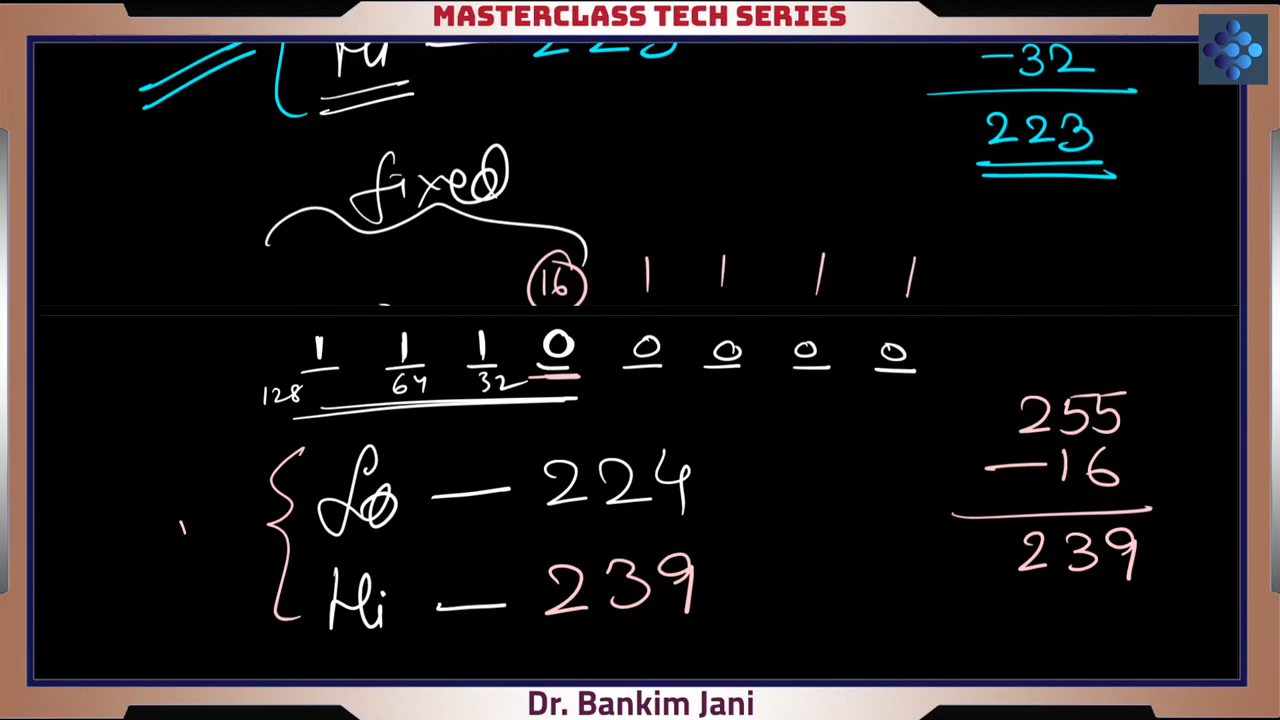 MASTERCLASS TECH SERIES
Hi — 223
-32
223
fixed
16 1 1 1 1
1 1 1 0 0 0 0 0
128 64 32
255
Lo — 224
-16
239
Hi — 239
Dr. Bankim Jani